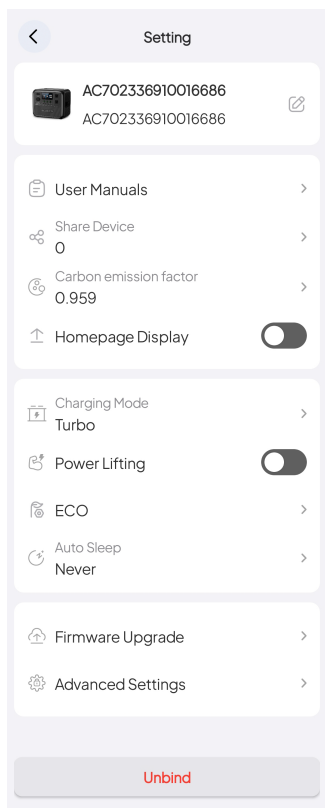 Setting
AC702336910016686
AC702336910016686
User Manuals
Share Device
0
Carbon emission factor
0.959
Homepage Display
Charging Mode
Turbo
Power Lifting
ECO
Auto Sleep
Never
Firmware Upgrade
Advanced Settings
Unbind